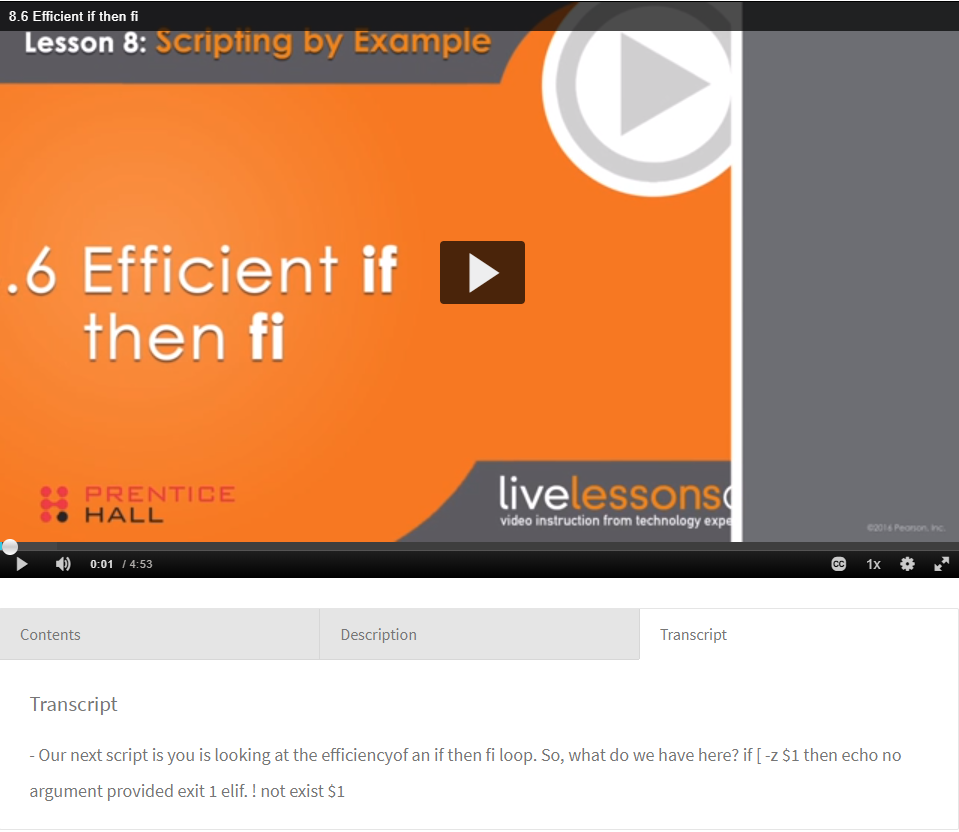 8.6 Efficient if then fi
Lesson 8: Scripting by Example
.6 Efficient if
then fi
PRENTICE
HALL
livelessons
video instruction from technology expe
©2016 Pearson, Inc.
0:01 / 4:53
CC
1x
Contents
Description
Transcript
Transcript
- Our next script is you is looking at the efficiencyof an if then fi loop. So, what do we have here? if [ -z $1 then echo no
argument provided exit 1 elif. ! not exist $1